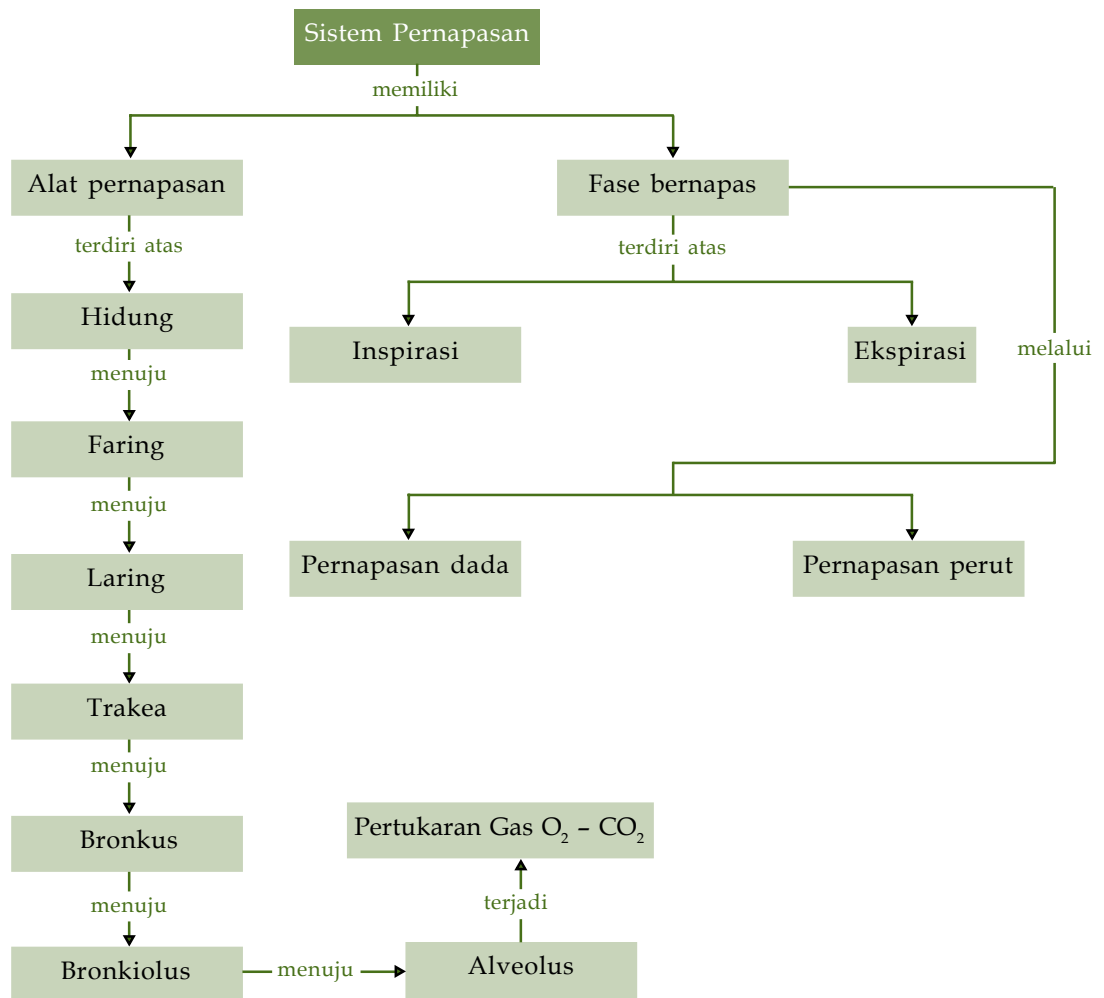 Sistem Pernapasan
memiliki
Alat pernapasan
Fase bernapas
terdiri atas
terdiri atas
Hidung
Inspirasi
Ekspirasi
melalui
menuju
Faring
menuju
Laring
Pernapasan dada
Pernapasan perut
menuju
Trakea
menuju
Bronkus
Pertukaran Gas O₂ – CO₂
menuju
terjadi
Bronkiolus
menuju
Alveolus